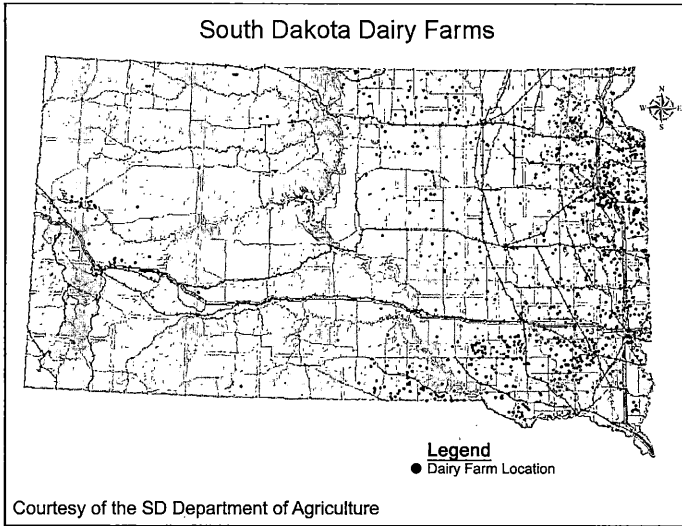 South Dakota Dairy Farms
N
W E
S
Legend
Dairy Farm Location
Courtesy of the SD Department of Agriculture